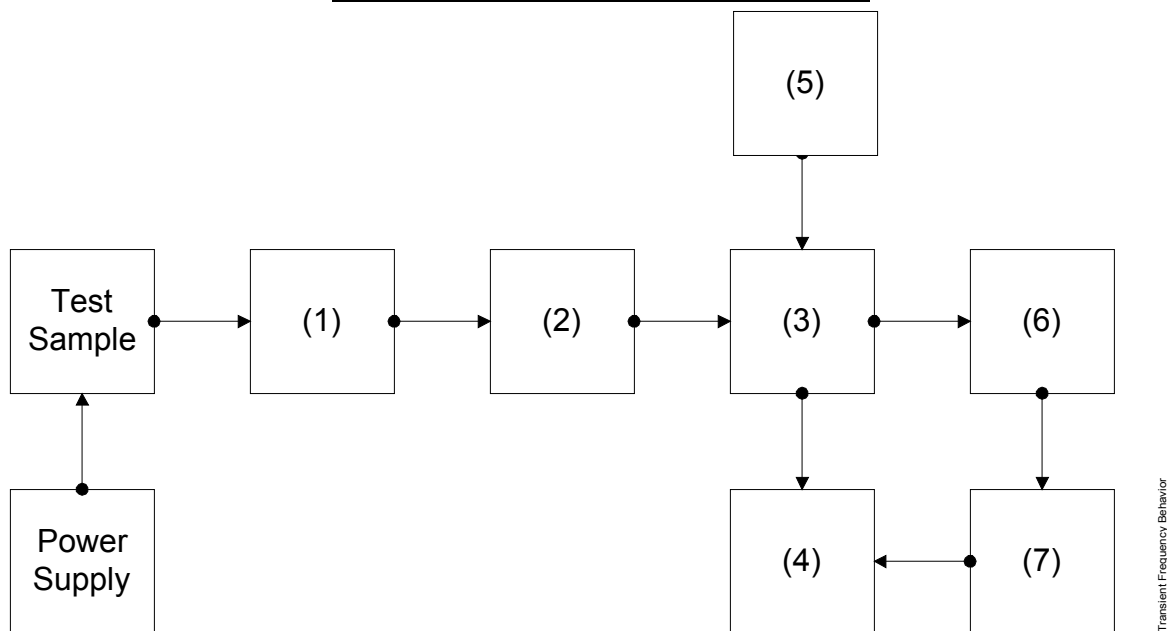 (5)
Test
Sample
(1)
(2)
(3)
(6)
Power
Supply
(4)
(7)
Transient Frequency Behavior